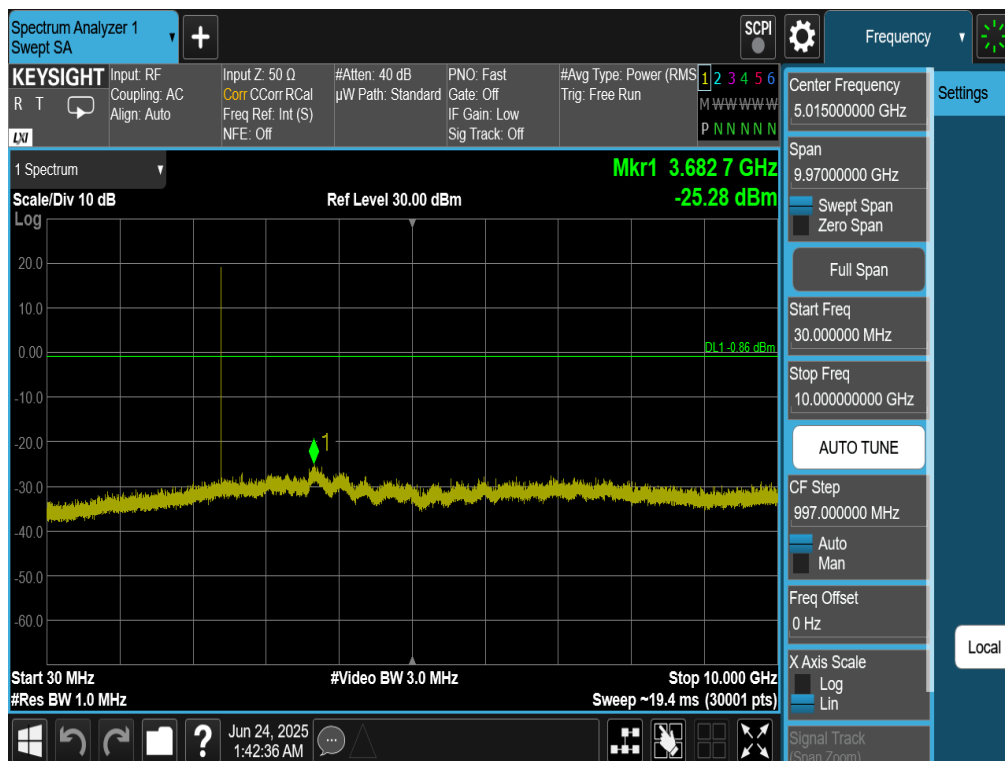 Spectrum Analyzer 1
Swept SA
+
SCPI
Frequency
KEYSIGHT
R T
LXI
Input: RF
Coupling: AC
Align: Auto
Input Z: 50 Ω
Corr CCorr RCal
Freq Ref: Int (S)
NFE: Off
#Atten: 40 dB
µW Path: Standard
PNO: Fast
Gate: Off
IF Gain: Low
Sig Track: Off
#Avg Type: Power (RMS
Trig: Free Run
1 2 3 4 5 6
M W W W W W
P N N N N N
1 Spectrum
Mkr1 3.682 7 GHz
-25.28 dBm
Scale/Div 10 dB
Ref Level 30.00 dBm
Log
20.0
10.0
0.00
-10.0
-20.0
-30.0
-40.0
-50.0
-60.0
DL1 -0.86 dBm
1
Start 30 MHz
#Video BW 3.0 MHz
Stop 10.000 GHz
#Res BW 1.0 MHz
Sweep ~19.4 ms (30001 pts)
Center Frequency
5.015000000 GHz
Span
9.97000000 GHz
Swept Span
Zero Span
Full Span
Start Freq
30.000000 MHz
Stop Freq
10.000000000 GHz
AUTO TUNE
CF Step
997.000000 MHz
Auto
Man
Freq Offset
0 Hz
X Axis Scale
Log
Lin
Signal Track
(Span Zoom)
Settings
Local
?
Jun 24, 2025
1:42:36 AM